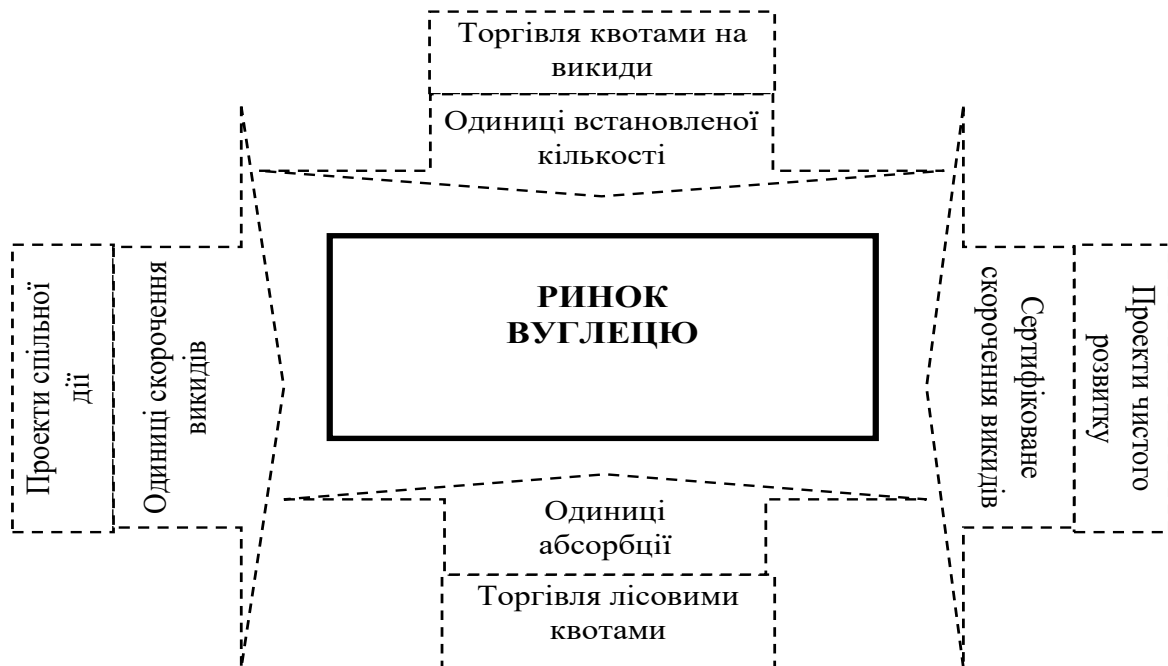 Торгівля квотами на
викиди
Одиниці встановленої
кількості
Проекти спільної
дії
Одиниці скорочення
викидів
РИНОК
ВУГЛЕЦЮ
Сертифіковане
скорочення викидів
Проекти чистого
розвитку
Одиниці
абсорбції
Торгівля лісовими
квотами